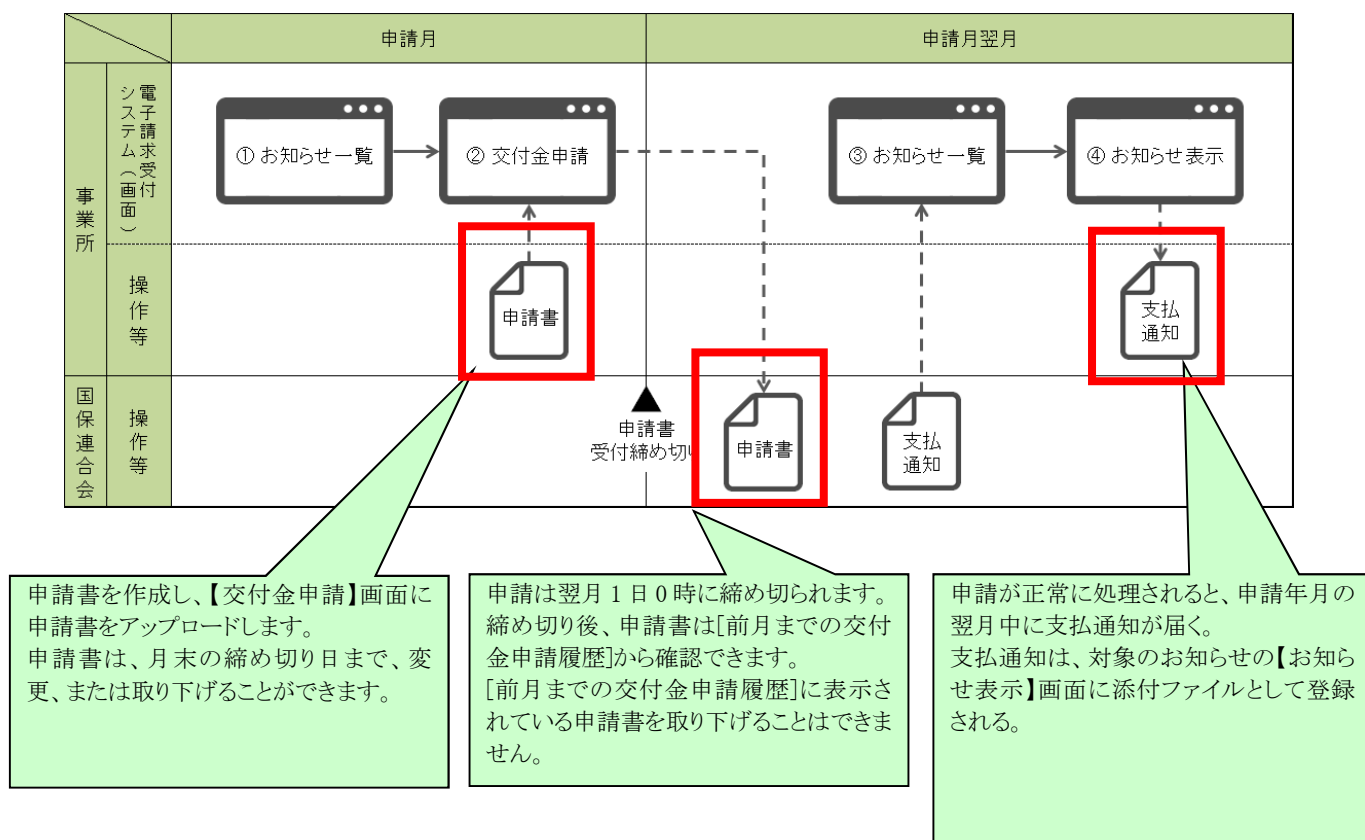 申請月
申請月翌月
事業所
電子請求受付
システム（画面）
① お知らせ一覧
② 交付金申請
③ お知らせ一覧
④ お知らせ表示
操作等
申請書
支払
通知
国保連合会
操作等
申請書
受付締め切り
申請書
支払
通知
申請書を作成し、【交付金申請】画面に
申請書をアップロードします。
申請書は、月末の締め切り日まで、変
更、または取り下げることができます。
申請は翌月１日０時に締め切られます。
締め切り後、申請書は[前月までの交付
金申請履歴]から確認できます。
[前月までの交付金申請履歴]に表示さ
れている申請書を取り下げることはできま
せん。
申請が正常に処理されると、申請年月の
翌月中に支払通知が届く。
支払通知は、対象のお知らせの【お知ら
せ表示】画面に添付ファイルとして登録
される。